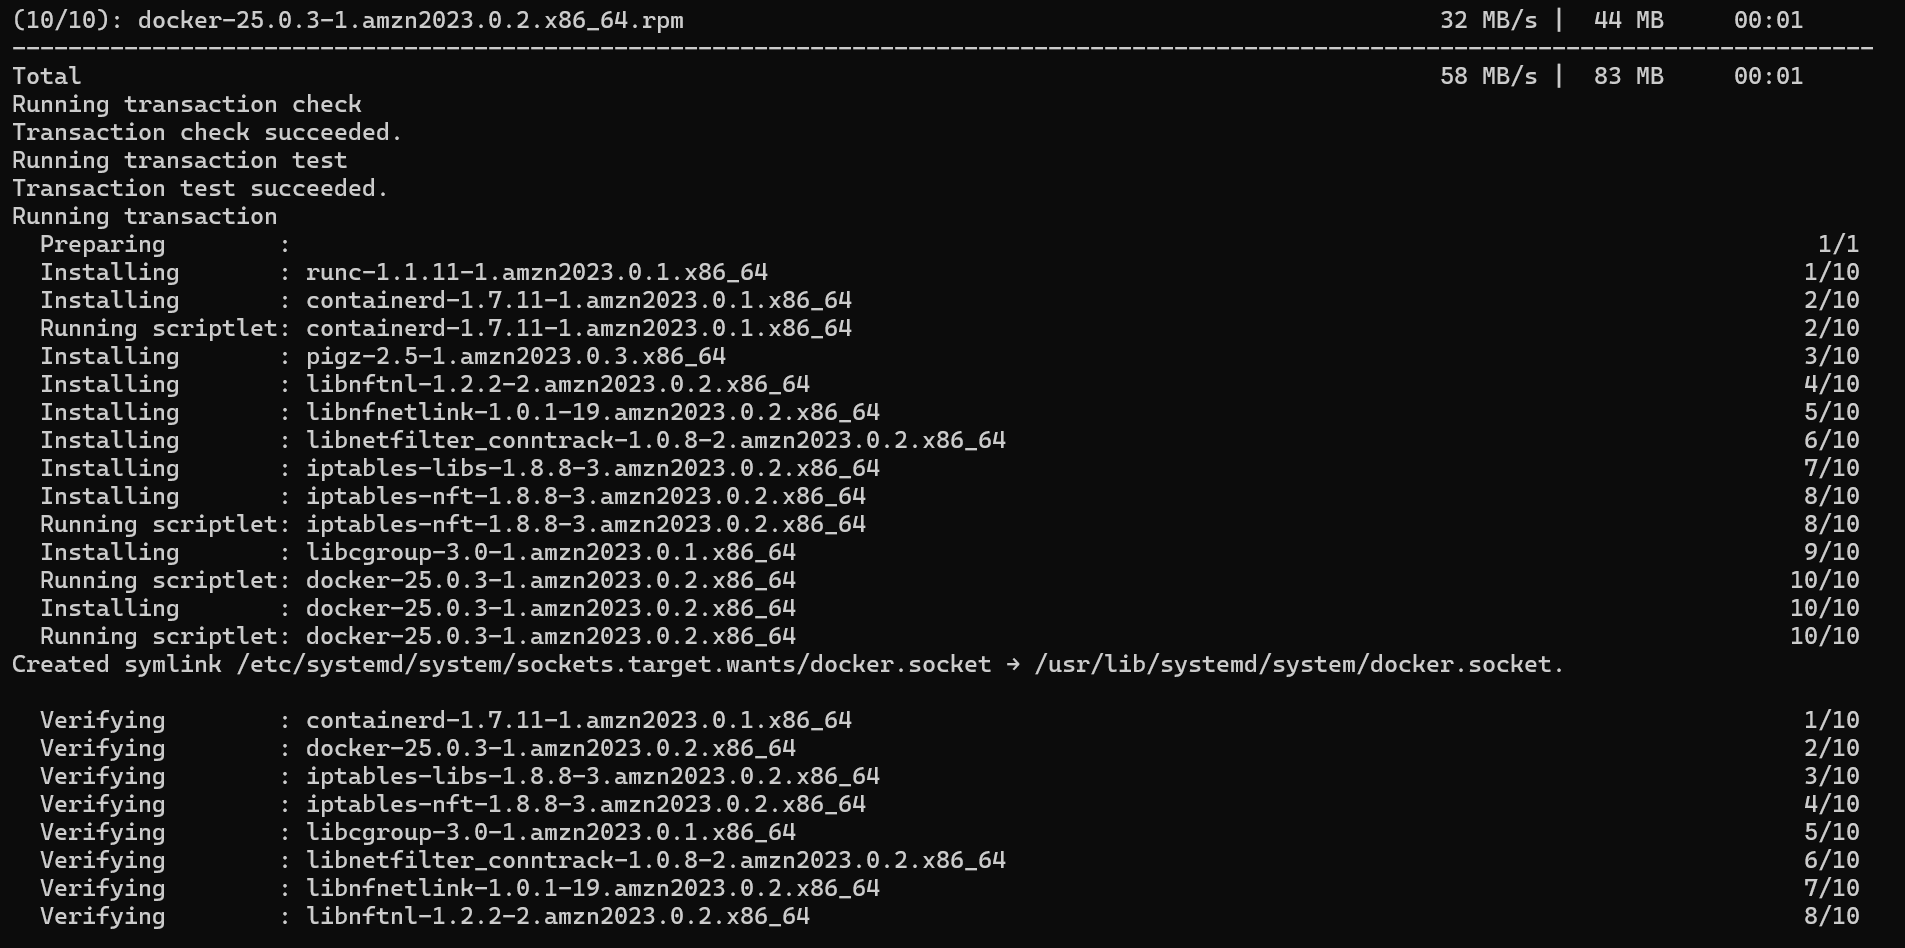 (10/10): docker-25.0.3-1.amzn2023.0.2.x86_64.rpm 32 MB/s | 44 MB 00:01
--------------------------------------------------------------------------------------------------------------------------------------
Total 58 MB/s | 83 MB 00:01
Running transaction check
Transaction check succeeded.
Running transaction test
Transaction test succeeded.
Running transaction
  Preparing        : 1/1
  Installing       : runc-1.1.11-1.amzn2023.0.1.x86_64 1/10
  Installing       : containerd-1.7.11-1.amzn2023.0.1.x86_64 2/10
  Running scriptlet: containerd-1.7.11-1.amzn2023.0.1.x86_64 2/10
  Installing       : pigz-2.5-1.amzn2023.0.3.x86_64 3/10
  Installing       : libnftnl-1.2.2-2.amzn2023.0.2.x86_64 4/10
  Installing       : libnfnetlink-1.0.1-19.amzn2023.0.2.x86_64 5/10
  Installing       : libnetfilter_conntrack-1.0.8-2.amzn2023.0.2.x86_64 6/10
  Installing       : iptables-libs-1.8.8-3.amzn2023.0.2.x86_64 7/10
  Installing       : iptables-nft-1.8.8-3.amzn2023.0.2.x86_64 8/10
  Running scriptlet: iptables-nft-1.8.8-3.amzn2023.0.2.x86_64 8/10
  Installing       : libcgroup-3.0-1.amzn2023.0.1.x86_64 9/10
  Running scriptlet: docker-25.0.3-1.amzn2023.0.2.x86_64 10/10
  Installing       : docker-25.0.3-1.amzn2023.0.2.x86_64 10/10
  Running scriptlet: docker-25.0.3-1.amzn2023.0.2.x86_64 10/10
Created symlink /etc/systemd/system/sockets.target.wants/docker.socket → /usr/lib/systemd/system/docker.socket.

  Verifying        : containerd-1.7.11-1.amzn2023.0.1.x86_64 1/10
  Verifying        : docker-25.0.3-1.amzn2023.0.2.x86_64 2/10
  Verifying        : iptables-libs-1.8.8-3.amzn2023.0.2.x86_64 3/10
  Verifying        : iptables-nft-1.8.8-3.amzn2023.0.2.x86_64 4/10
  Verifying        : libcgroup-3.0-1.amzn2023.0.1.x86_64 5/10
  Verifying        : libnetfilter_conntrack-1.0.8-2.amzn2023.0.2.x86_64 6/10
  Verifying        : libnfnetlink-1.0.1-19.amzn2023.0.2.x86_64 7/10
  Verifying        : libnftnl-1.2.2-2.amzn2023.0.2.x86_64 8/10